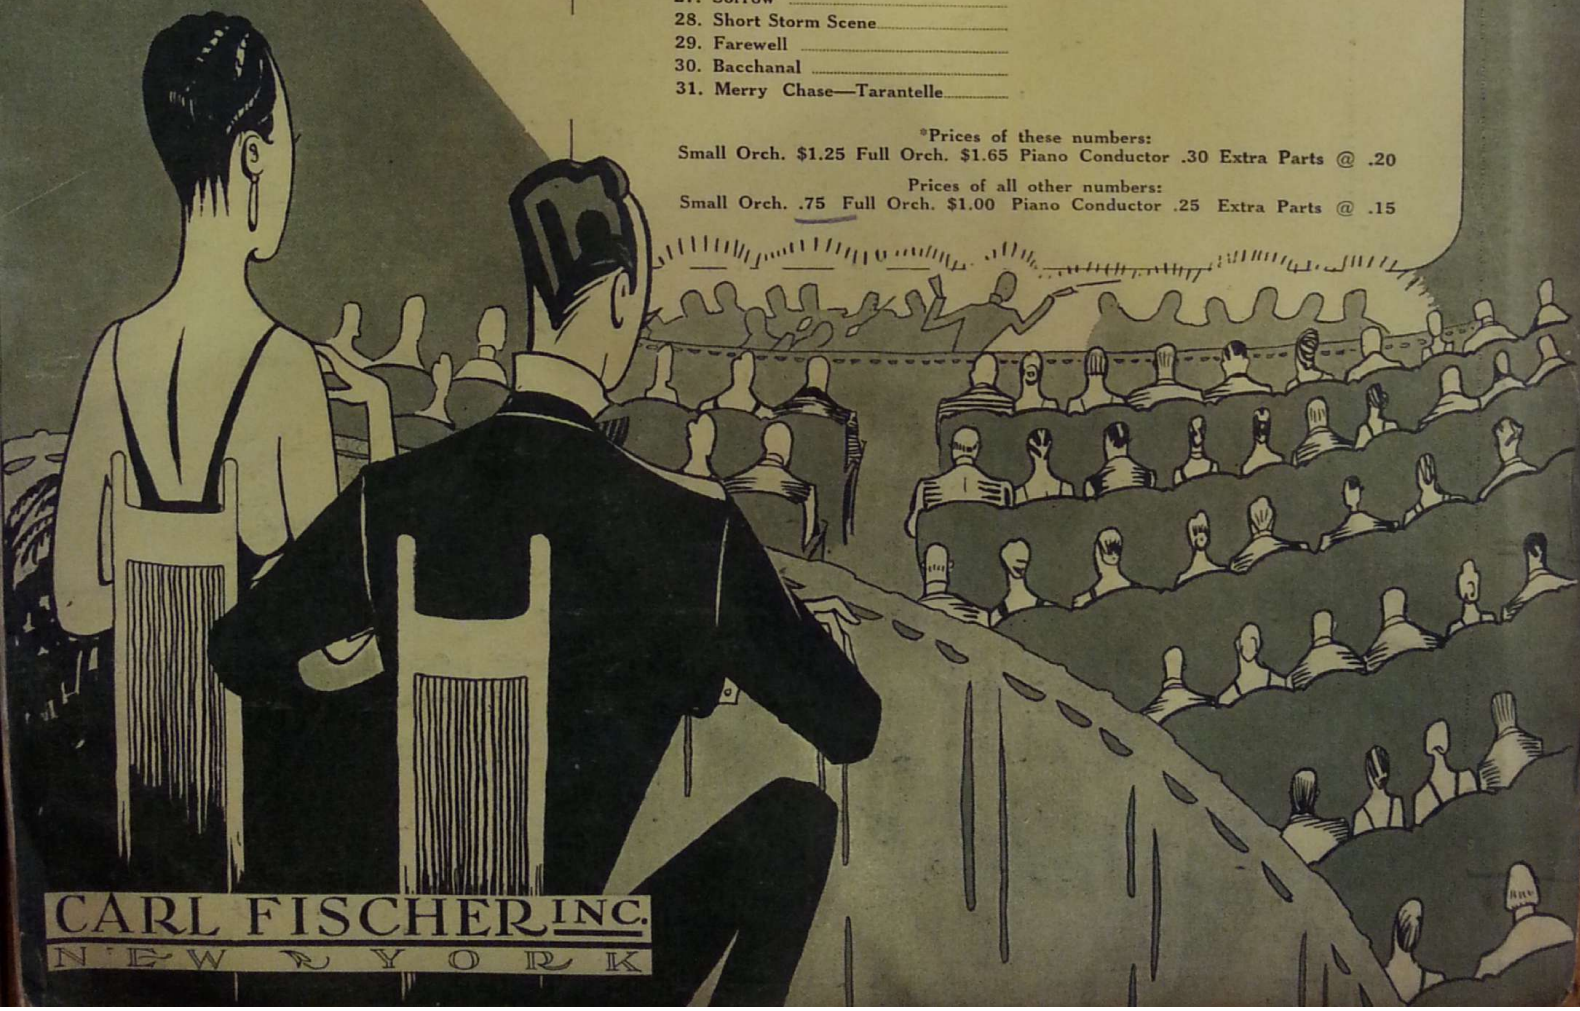 27. Sorrow
28. Short Storm Scene
29. Farewell
30. Bacchanal
31. Merry Chase—Tarantelle
*Prices of these numbers:
Small Orch. $1.25 Full Orch. $1.65 Piano Conductor .30 Extra Parts @ .20
Prices of all other numbers:
Small Orch. .75 Full Orch. $1.00 Piano Conductor .25 Extra Parts @ .15
CARL FISCHER INC.
NEW YORK